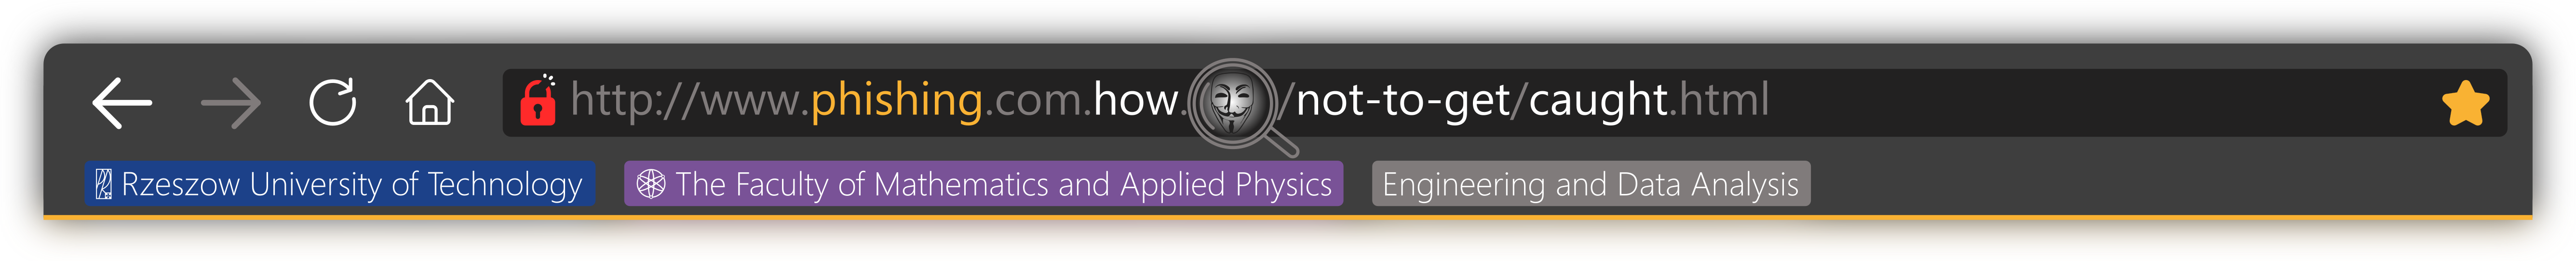 http://www.phishing.com.how./not-to-get/caught.html
Rzeszow University of Technology
The Faculty of Mathematics and Applied Physics
Engineering and Data Analysis